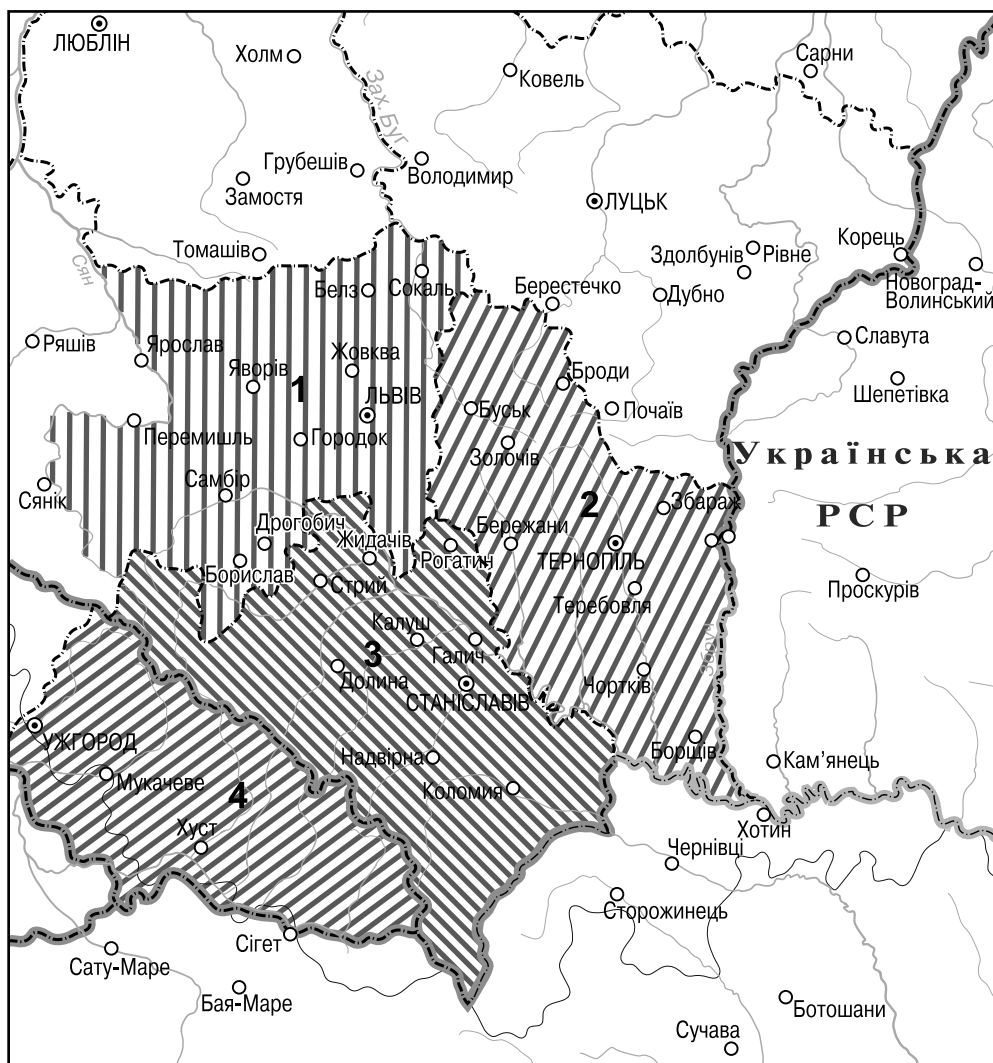 ЛЮБЛІН
Холм
Зах. Буг
Ковель
Сарни
Грубешів
Замостя
Володимир
ЛУЦЬК
Томашів
Сян
Здолбунів
Рівне
Корець
Белз
Сокаль
Берестечко
Дубно
Новоград-
Волинський
Ряшів
Ярослав
Яворів
1
Жовква
ЛЬВІВ
Славута
Броди
Шепетівка
Буськ
Почаїв
Перемишль
Городок
Золочів
Українська
РСР
Сянік
Самбір
2
Збараж
Дрогобич
Жидачів
Бережани
Рогатин
ТЕРНОПІЛЬ
Борислав
Стрий
Теребовля
Проскурів
Калуш
3
Галич
Збруч
Долина
СТАНІСЛАВІВ
Чортків
УЖГОРОД
Надвірна
Борщів
Мукачеве
4
Коломия
Кам’янець
Хуст
Хотин
Чернівці
Сторожинець
Сігет
Сату-Маре
Бая-Маре
Ботошани
Сучава